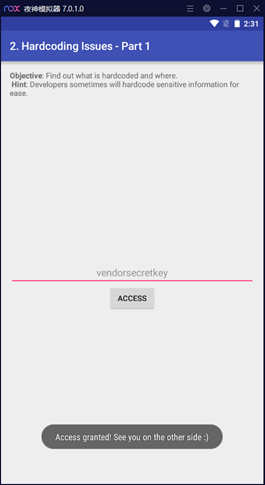 nox 夜神模拟器 7.0.1.0
2:31
2. Hardcoding Issues - Part 1
Objective: Find out what is hardcoded and where.
Hint: Developers sometimes will hardcode sensitive information for
ease.
vendorsecretkey
ACCESS
Access granted! See you on the other side :)